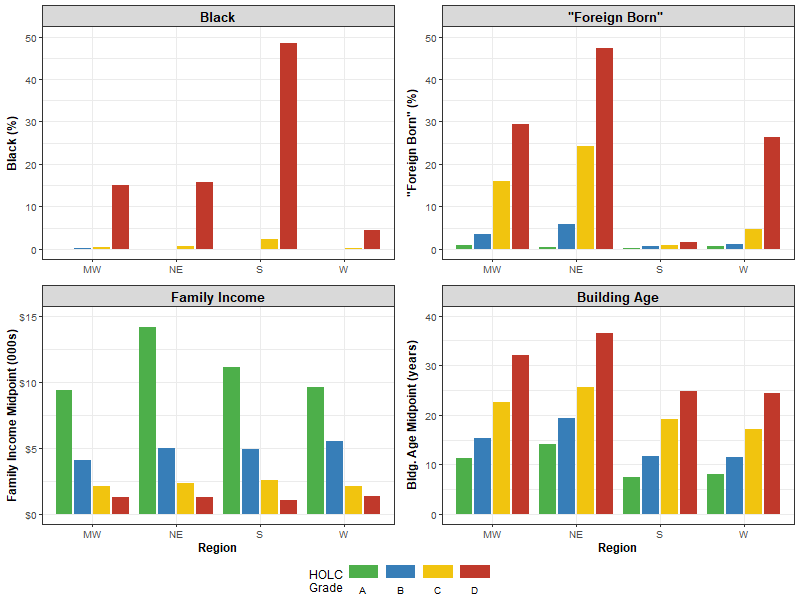 Black
"Foreign Born"
Black (%)
50
40
30
20
10
0
MW NE S W
"Foreign Born" (%)
50
40
30
20
10
0
MW NE S W
Family Income
Building Age
Family Income Midpoint (000s)
$15
$10
$5
$0
MW NE S W
Region
Bldg. Age Midpoint (years)
40
30
20
10
0
MW NE S W
Region
HOLC
Grade
A B C D